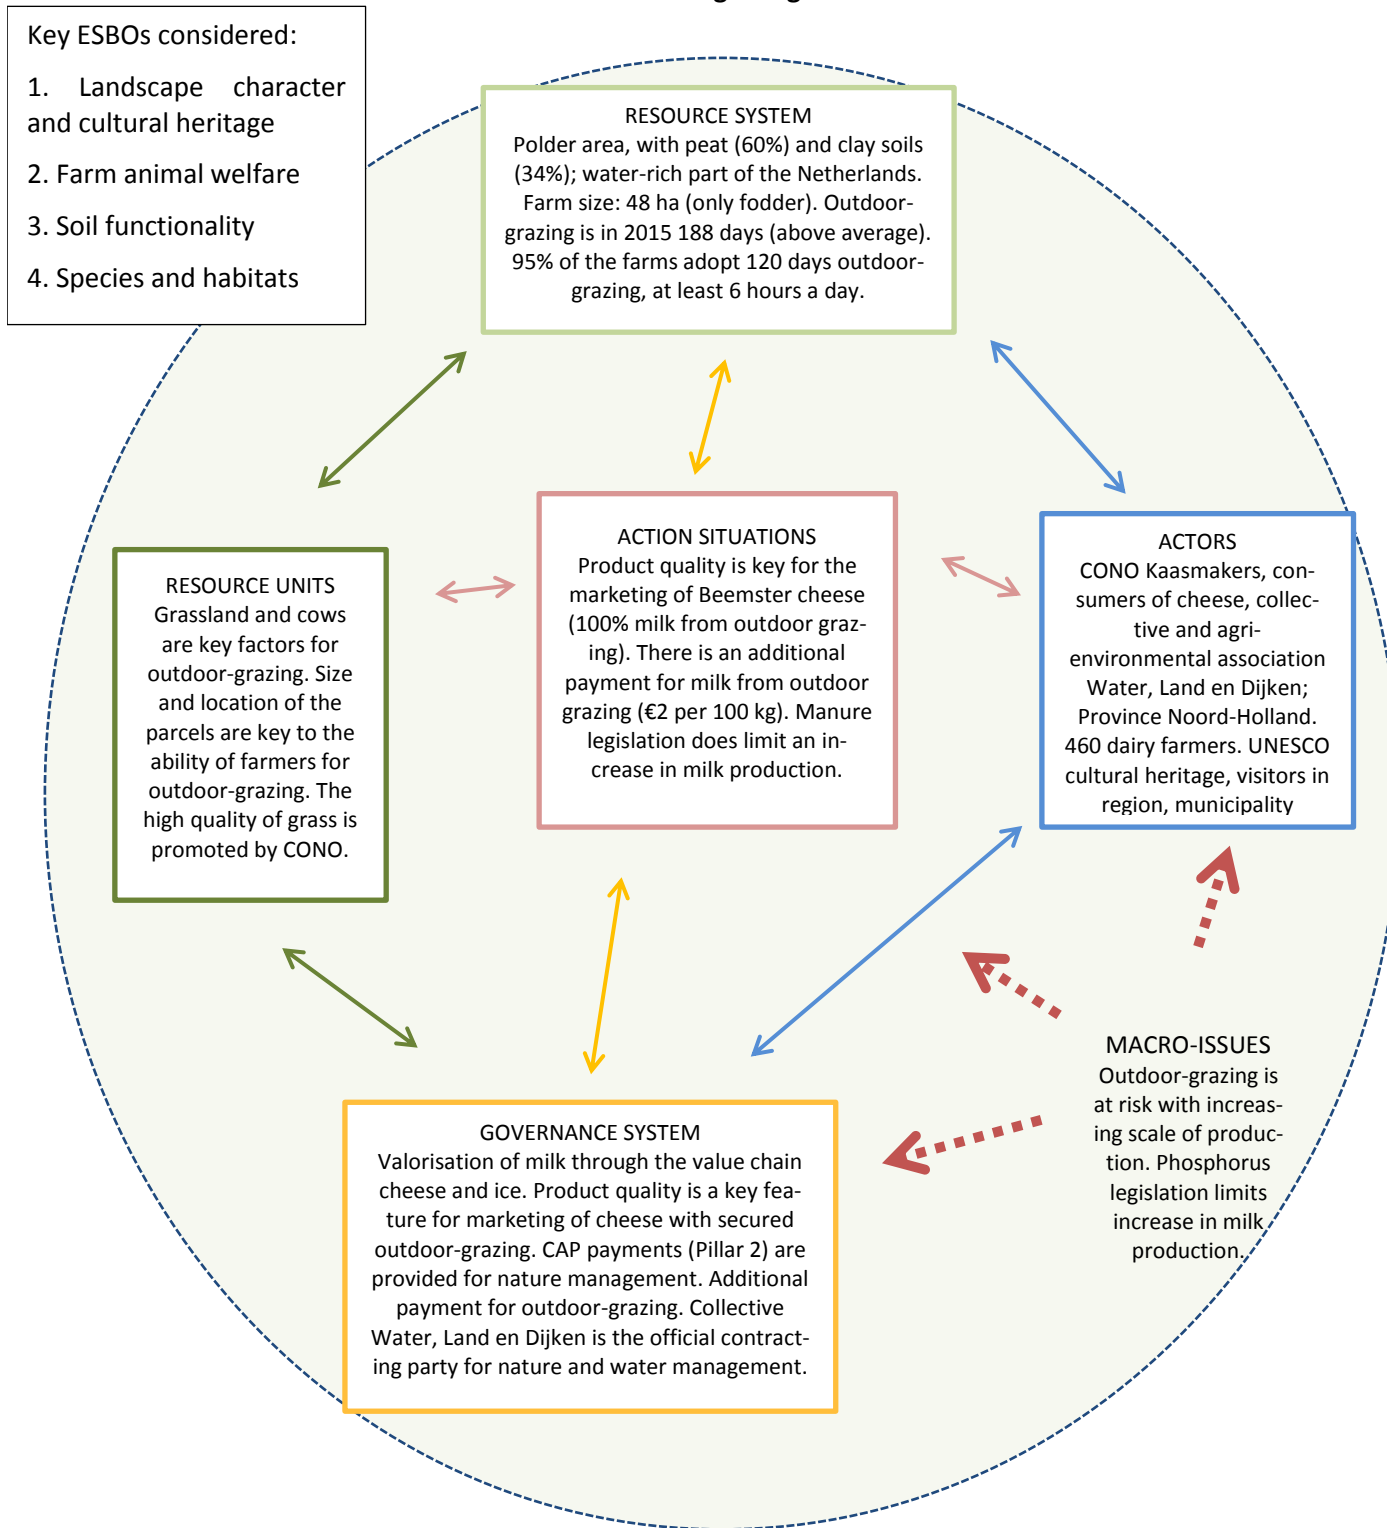 Key ESBOs considered:
1. Landscape character
and cultural heritage
2. Farm animal welfare
3. Soil functionality
4. Species and habitats
RESOURCE SYSTEM
Polder area, with peat (60%) and clay soils
(34%); water-rich part of the Netherlands.
Farm size: 48 ha (only fodder). Outdoor-
grazing is in 2015 188 days (above average).
95% of the farms adopt 120 days outdoor-
grazing, at least 6 hours a day.
RESOURCE UNITS
Grassland and cows
are key factors for
outdoor-grazing. Size
and location of the
parcels are key to the
ability of farmers for
outdoor-grazing. The
high quality of grass is
promoted by CONO.
ACTION SITUATIONS
Product quality is key for the
marketing of Beemster cheese
(100% milk from outdoor graz-
ing). There is an additional
payment for milk from outdoor
grazing (€2 per 100 kg). Manure
legislation does limit an in-
crease in milk production.
ACTORS
CONO Kaasmakers, con-
sumers of cheese, collec-
tive and agri-
environmental association
Water, Land en Dijken;
Province Noord-Holland.
460 dairy farmers. UNESCO
cultural heritage, visitors in
region, municipality
MACRO-ISSUES
Outdoor-grazing is
at risk with increas-
ing scale of produc-
tion. Phosphorus
legislation limits
increase in milk
production.
GOVERNANCE SYSTEM
Valorisation of milk through the value chain
cheese and ice. Product quality is a key fea-
ture for marketing of cheese with secured
outdoor-grazing. CAP payments (Pillar 2) are
provided for nature management. Additional
payment for outdoor-grazing. Collective
Water, Land en Dijken is the official contract-
ing party for nature and water management.